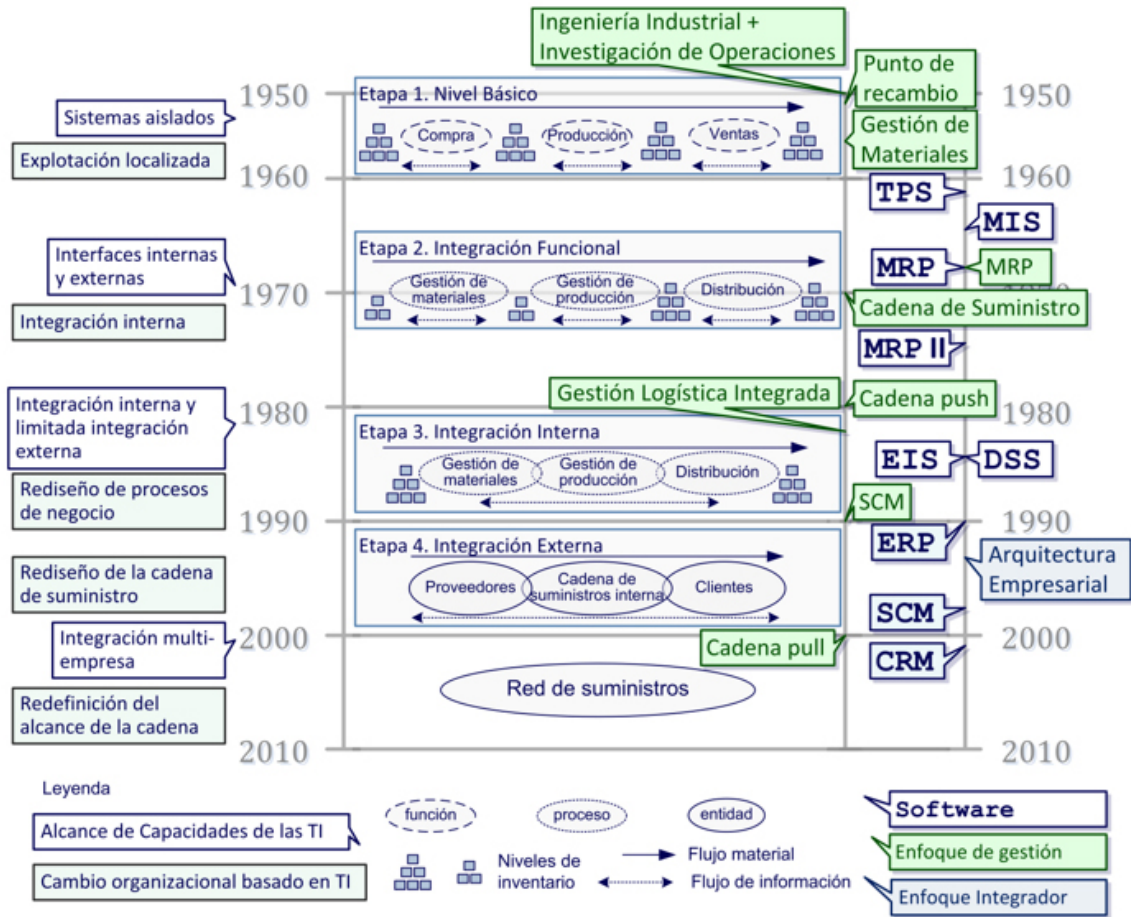 Ingeniería Industrial +
Investigación de Operaciones
Punto de
recambio
1950
1950
Etapa 1. Nivel Básico
Sistemas aislados
Compra
Producción
Ventas
Gestión de
Materiales
Explotación localizada
1960
1960
TPS
MIS
Interfaces internas
y externas
Etapa 2. Integración Funcional
MRP
MRP
Gestión de
materiales
Gestión de
producción
Distribución
1970
Cadena de Suministro
Integración interna
MRP II
Gestión Logística Integrada
Cadena push
Integración interna y
limitada integración
externa
1980
1980
Etapa 3. Integración Interna
Gestión de
materiales
Gestión de
producción
Distribución
EIS
DSS
Rediseño de procesos
de negocio
SCM
1990
1990
Etapa 4. Integración Externa
ERP
Arquitectura
Empresarial
Rediseño de la cadena
de suministro
Proveedores
Cadena de
suministros interna
Clientes
SCM
Integración multi-
empresa
2000
2000
Cadena pull
CRM
Red de suministros
Redefinición del
alcance de la cadena
2010
2010
Leyenda
Alcance de Capacidades de las TI
función
proceso
entidad
Software
Cambio organizacional basado en TI
Niveles de
inventario
Flujo material
Flujo de información
Enfoque de gestión
Enfoque Integrador